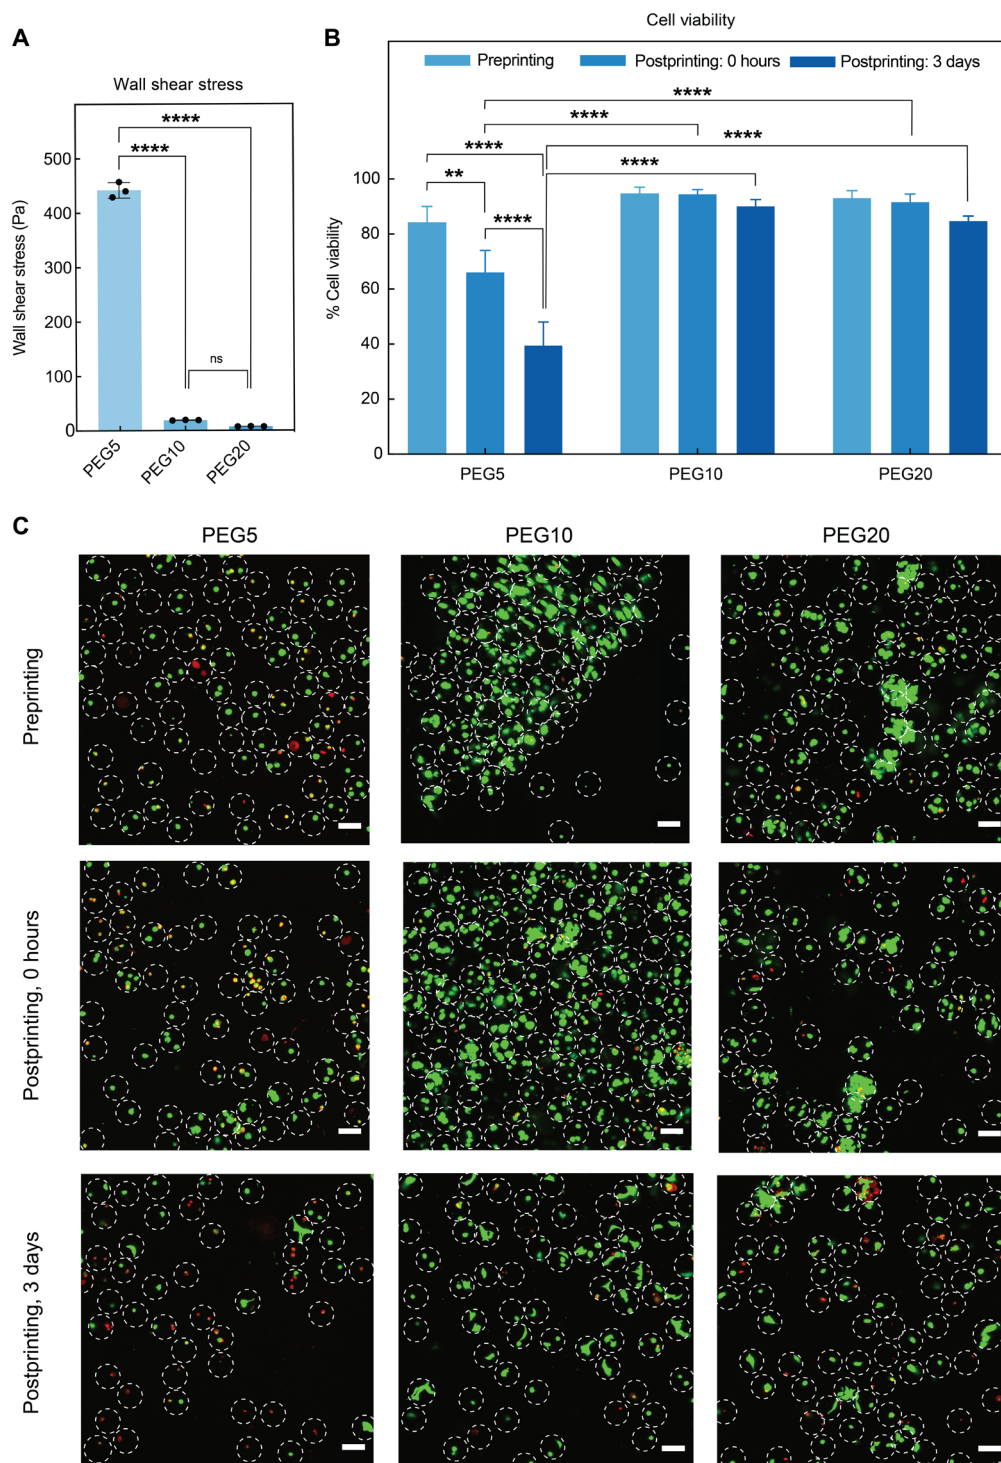 A
Wall shear stress
Wall shear stress (Pa)
500
400
300
200
100
0
****
****
ns
PEG5
PEG10
PEG20
B
Cell viability
Preprinting
Postprinting: 0 hours
Postprinting: 3 days
% Cell viability
100
80
60
40
20
0
****
****
****
****
****
**
****
PEG5
PEG10
PEG20
C
PEG5
PEG10
PEG20
Preprinting
Postprinting, 0 hours
Postprinting, 3 days